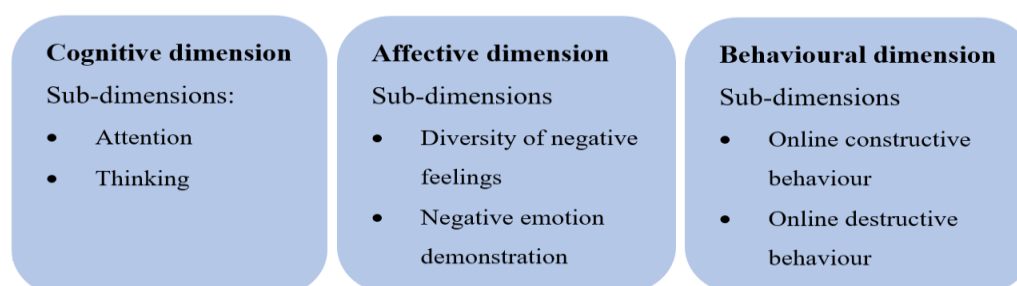 Cognitive dimension
Sub-dimensions:
• Attention
• Thinking
Affective dimension
Sub-dimensions
• Diversity of negative
feelings
• Negative emotion
demonstration
Behavioural dimension
Sub-dimensions
• Online constructive
behaviour
• Online destructive
behaviour